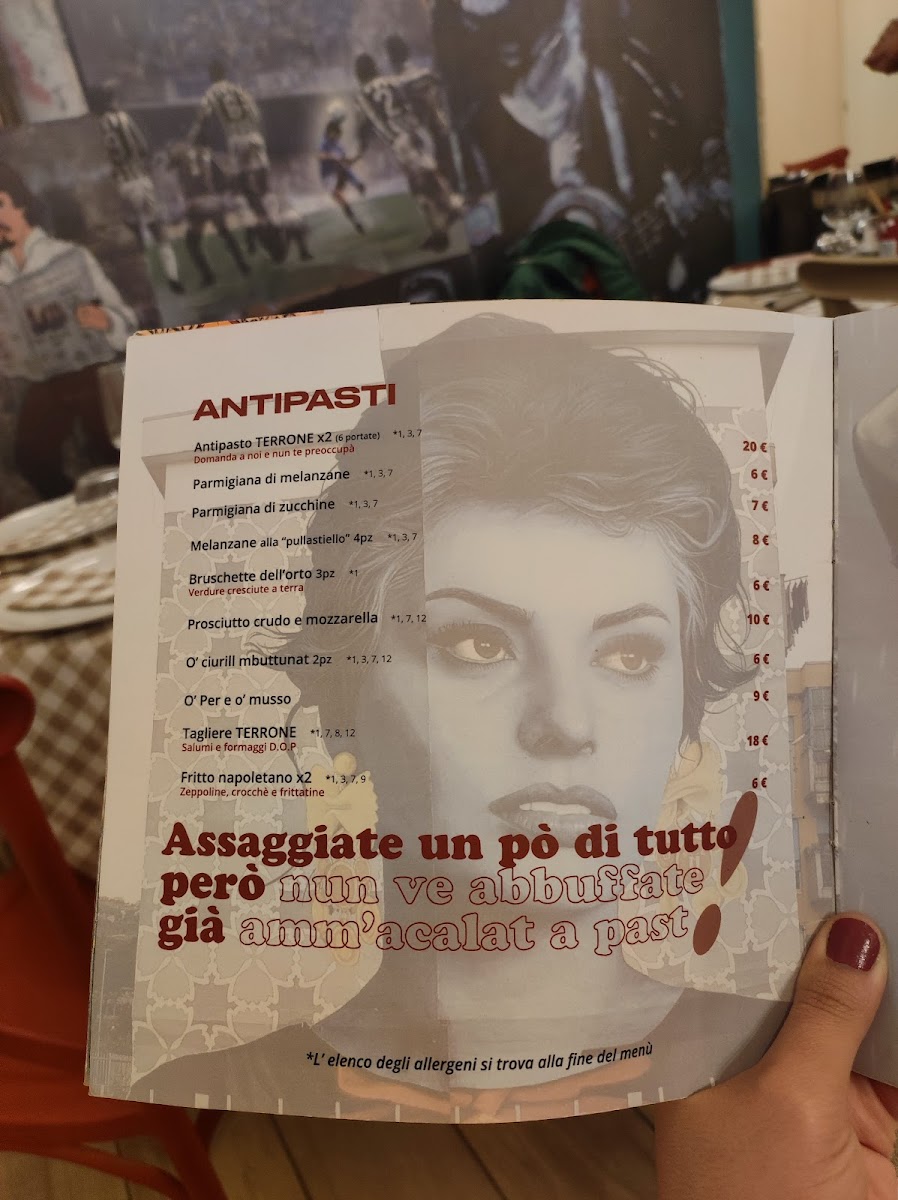 ANTIPASTI
Antipasto TERRONE x2 (6 portate) *1, 3, 7 20 €
Domanda a noi e nun te preoccupà
Parmigiana di melanzane *1, 3, 7 6 €
Parmigiana di zucchine *1, 3, 7 7 €
Melanzane alla “pullastiello” 4pz *1, 3, 7 8 €
Bruschette dell’orto 3pz *1 6 €
Verdure cresciute a terra
Prosciutto crudo e mozzarella *1, 7, 12 10 €
O’ ciurill mbuttunat 2pz *1, 3, 7, 12 6 €
O’ Per e o’ musso 9 €
Tagliere TERRONE *1, 7, 8, 12 18 €
Salumi e formaggi D.O.P
Fritto napoletano x2 *1, 3, 7, 9 6 €
Zeppoline, crocchè e frittatine
Assaggiate un pò di tutto
però nun ve abbuffate
già amm’acalat a past !
*L’ elenco degli allergeni si trova alla fine del menù